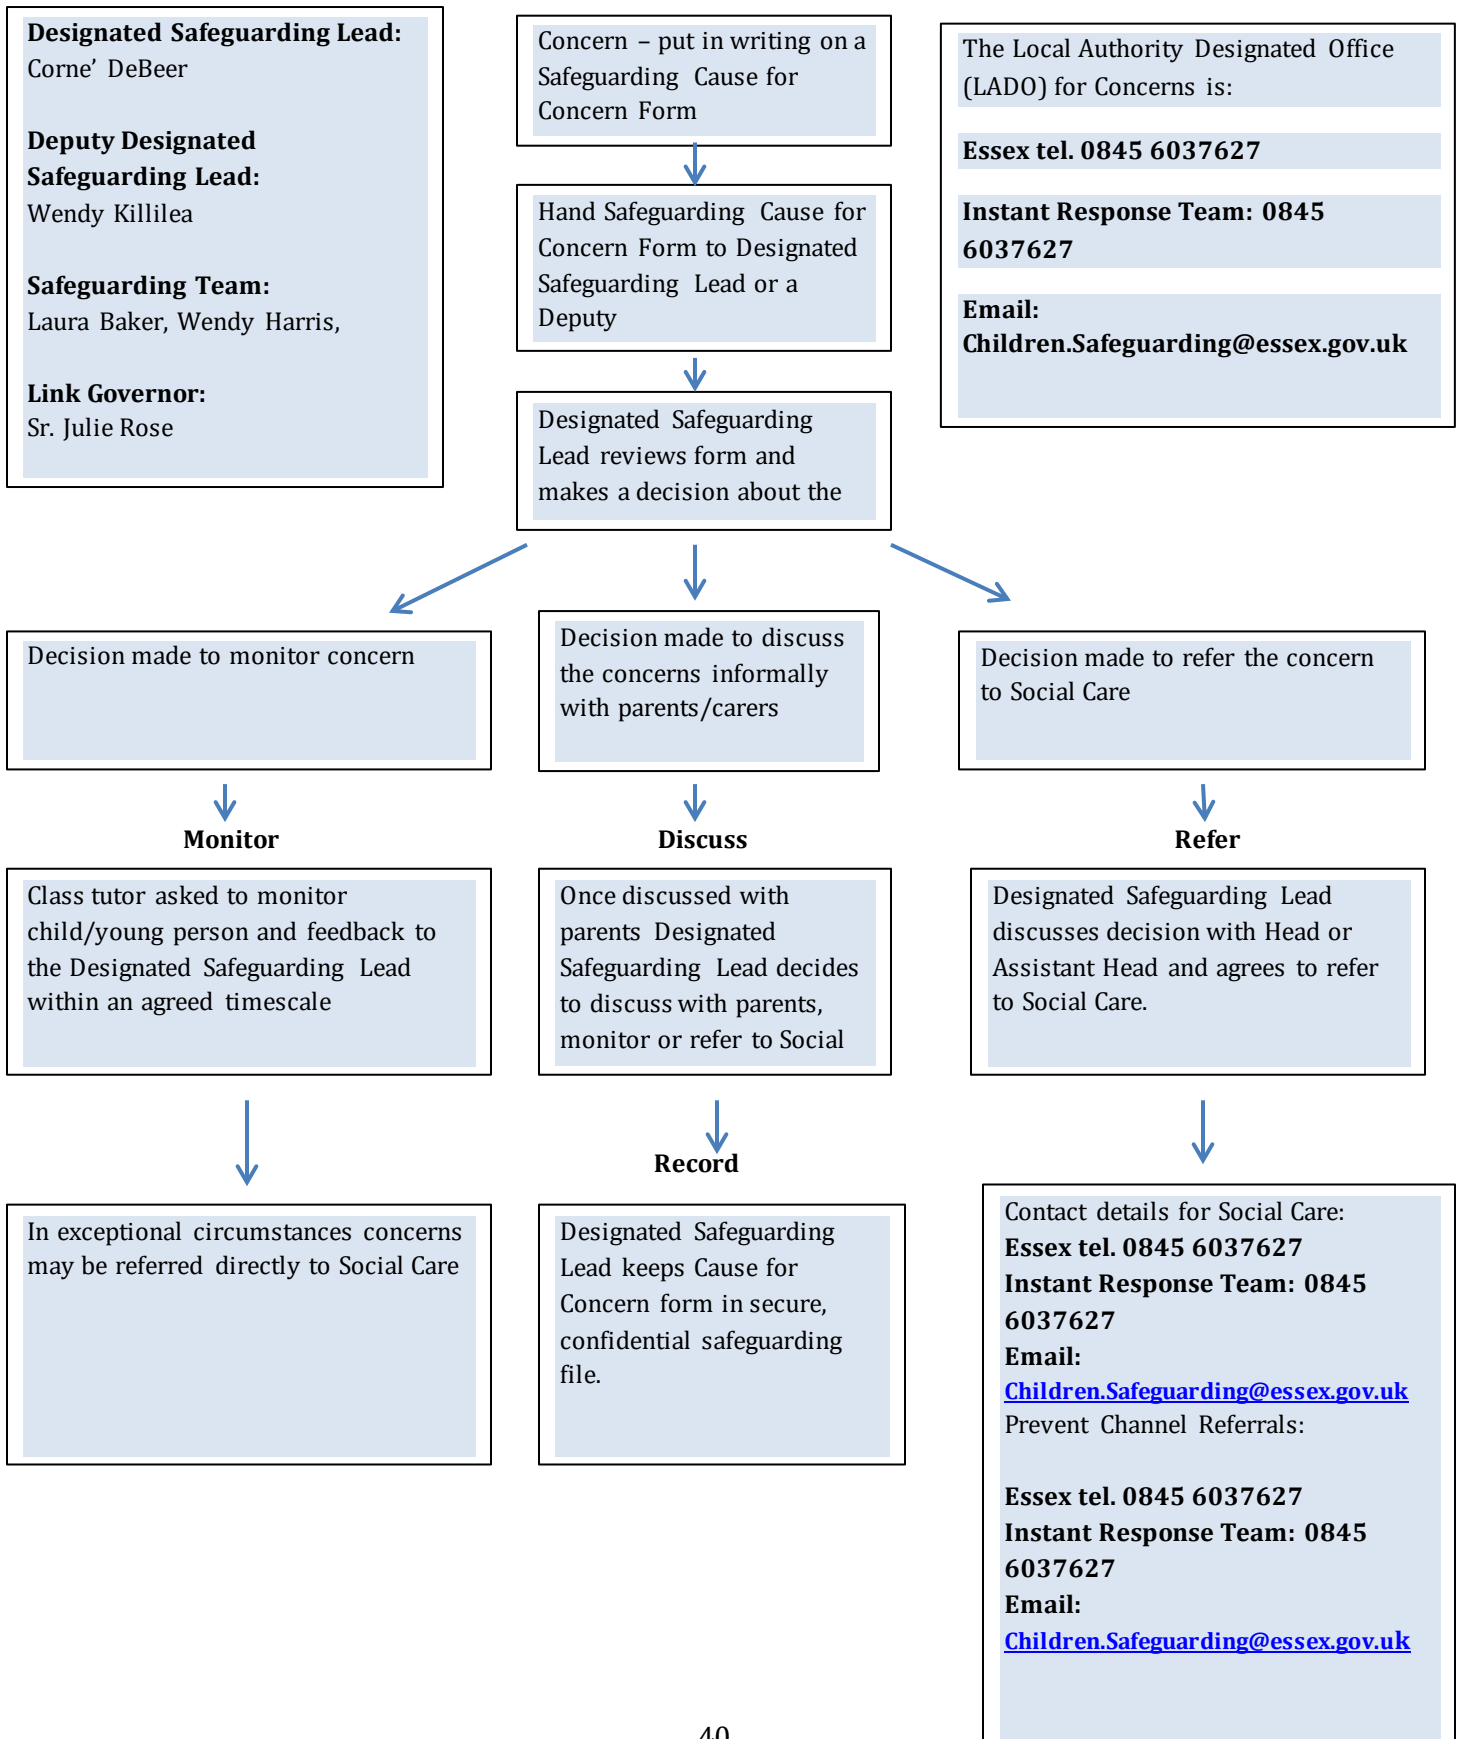 Designated Safeguarding Lead:
Corne’ DeBeer
Deputy Designated
Safeguarding Lead:
Wendy Killilea
Safeguarding Team:
Laura Baker, Wendy Harris,
Link Governor:
Sr. Julie Rose
Concern – put in writing on a
Safeguarding Cause for
Concern Form
Hand Safeguarding Cause for
Concern Form to Designated
Safeguarding Lead or a
Deputy
Designated Safeguarding
Lead reviews form and
makes a decision about the
The Local Authority Designated Office
(LADO) for Concerns is:
Essex tel. 0845 6037627
Instant Response Team: 0845
6037627
Email:
Children.Safeguarding@essex.gov.uk
Decision made to monitor concern
Decision made to discuss
the concerns informally
with parents/carers
Decision made to refer the concern
to Social Care
Monitor
Discuss
Refer
Class tutor asked to monitor
child/young person and feedback to
the Designated Safeguarding Lead
within an agreed timescale
Once discussed with
parents Designated
Safeguarding Lead decides
to discuss with parents,
monitor or refer to Social
Designated Safeguarding Lead
discusses decision with Head or
Assistant Head and agrees to refer
to Social Care.
Record
In exceptional circumstances concerns
may be referred directly to Social Care
Designated Safeguarding
Lead keeps Cause for
Concern form in secure,
confidential safeguarding
file.
Contact details for Social Care:
Essex tel. 0845 6037627
Instant Response Team: 0845
6037627
Email:
Children.Safeguarding@essex.gov.uk
Prevent Channel Referrals:
Essex tel. 0845 6037627
Instant Response Team: 0845
6037627
Email:
Children.Safeguarding@essex.gov.uk
40